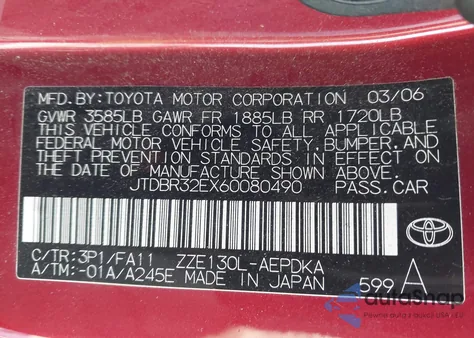 MFD.BY:TOYOTA MOTOR CORPORATION 03/06
GVWR 3585LB GAWR FR 1885LB RR 1720LB
THIS VEHICLE CONFORMS TO ALL APPLICABLE
FEDERAL MOTOR VEHICLE SAFETY,BUMPER,AND
THEFT PREVENTION STANDARDS IN EFFECT ON
THE DATE OF MANUFACTURE SHOWN ABOVE.
JTDBR32EX60080490 PASS.CAR
TOYOTA
C/TR:3P1/FA11 ZZE130L-AEPDKA
A/TM:-01A/A245E MADE IN JAPAN 599 A
autoSnap